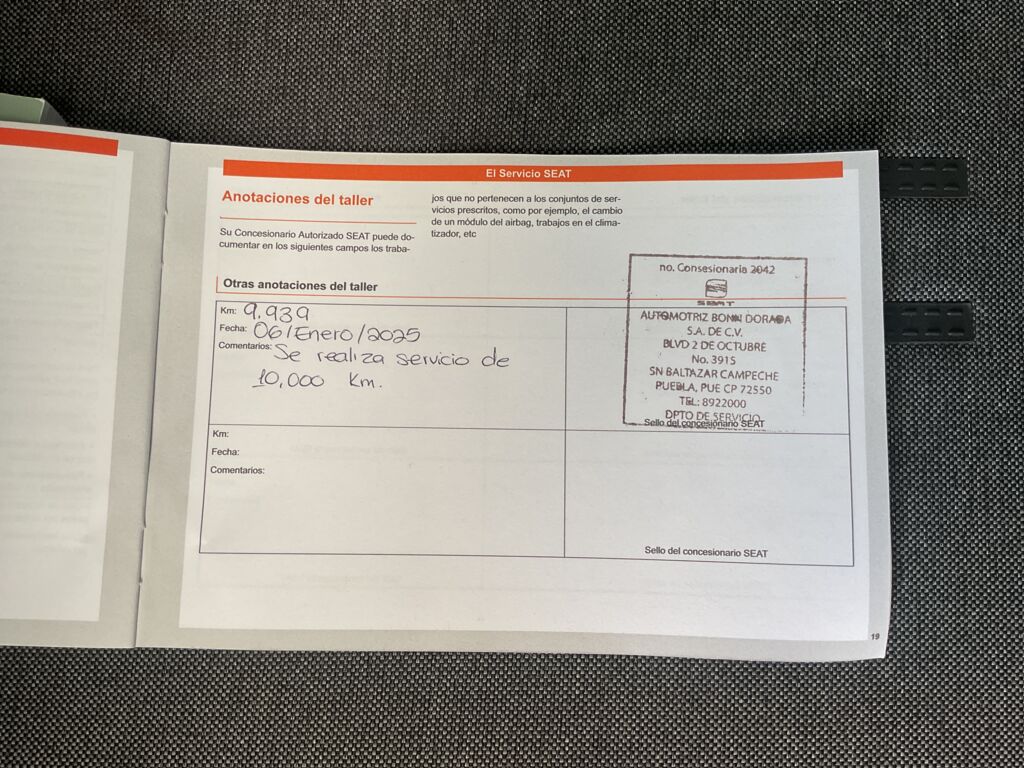 El Servicio SEAT
Anotaciones del taller
Su Concesionario Autorizado SEAT puede do-
cumentar en los siguientes campos los traba-
jos que no pertenecen a los conjuntos de ser-
vicios prescritos, como por ejemplo, el cambio
de un módulo del airbag, trabajos en el clima-
tizador, etc
Otras anotaciones del taller
Km: 9.939
Fecha: 06/Enero/2025
Comentarios: Se realiza servicio de
10,000 Km.
no. Consesionaria 2042
SEAT
AUTOMOTRIZ BONN DORADA
S.A. DE C.V.
BLVD 2 DE OCTUBRE
No. 3915
SN BALTAZAR CAMPECHE
PUEBLA, PUE CP 72550
TEL: 8922000
DPTO DE SERVICIO
Sello del concesionario SEAT
Km:
Fecha:
Comentarios:
Sello del concesionario SEAT
19